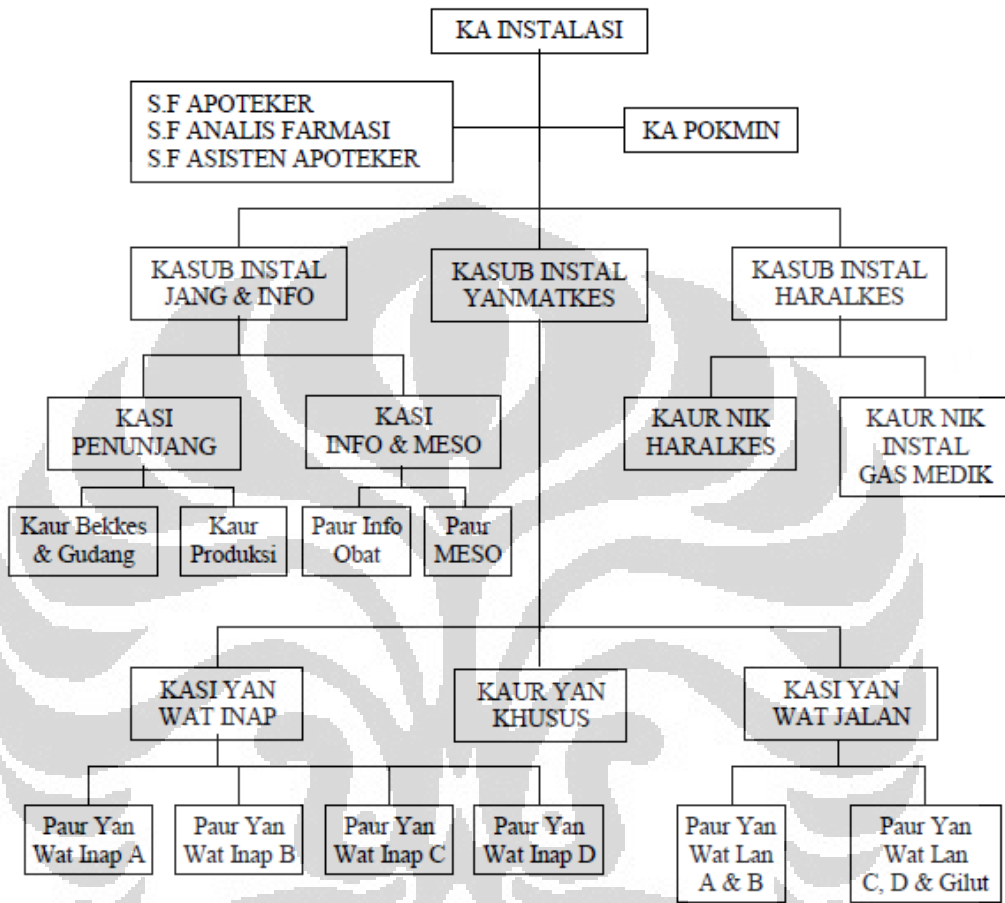 KA INSTALASI
S.F APOTEKER
S.F ANALIS FARMASI
S.F ASISTEN APOTEKER
KA POKMIN
KASUB INSTAL
JANG & INFO
KASUB INSTAL
YANMATKES
KASUB INSTAL
HARALKES
KASI
PENUNJANG
KASI
INFO & MESO
KAUR NIK
HARALKES
KAUR NIK
INSTAL
GAS MEDIK
Kaur Bekkes
& Gudang
Kaur
Produksi
Paur Info
Obat
Paur
MESO
KASI YAN
WAT INAP
KAUR YAN
KHUSUS
KASI YAN
WAT JALAN
Paur Yan
Wat Inap A
Paur Yan
Wat Inap B
Paur Yan
Wat Inap C
Paur Yan
Wat Inap D
Paur Yan
Wat Lan
A & B
Paur Yan
Wat Lan
C, D & Gilut